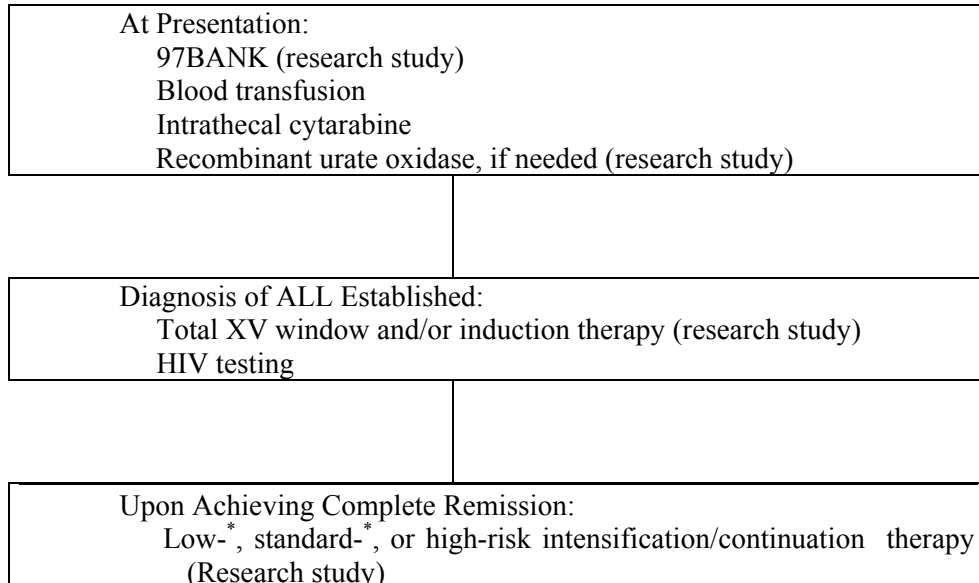 At Presentation:
97BANK (research study)
Blood transfusion
Intrathecal cytarabine
Recombinant urate oxidase, if needed (research study)
Diagnosis of ALL Established:
Total XV window and/or induction therapy (research study)
HIV testing
Upon Achieving Complete Remission:
Low-*, standard-*, or high-risk intensification/continuation therapy
(Research study)